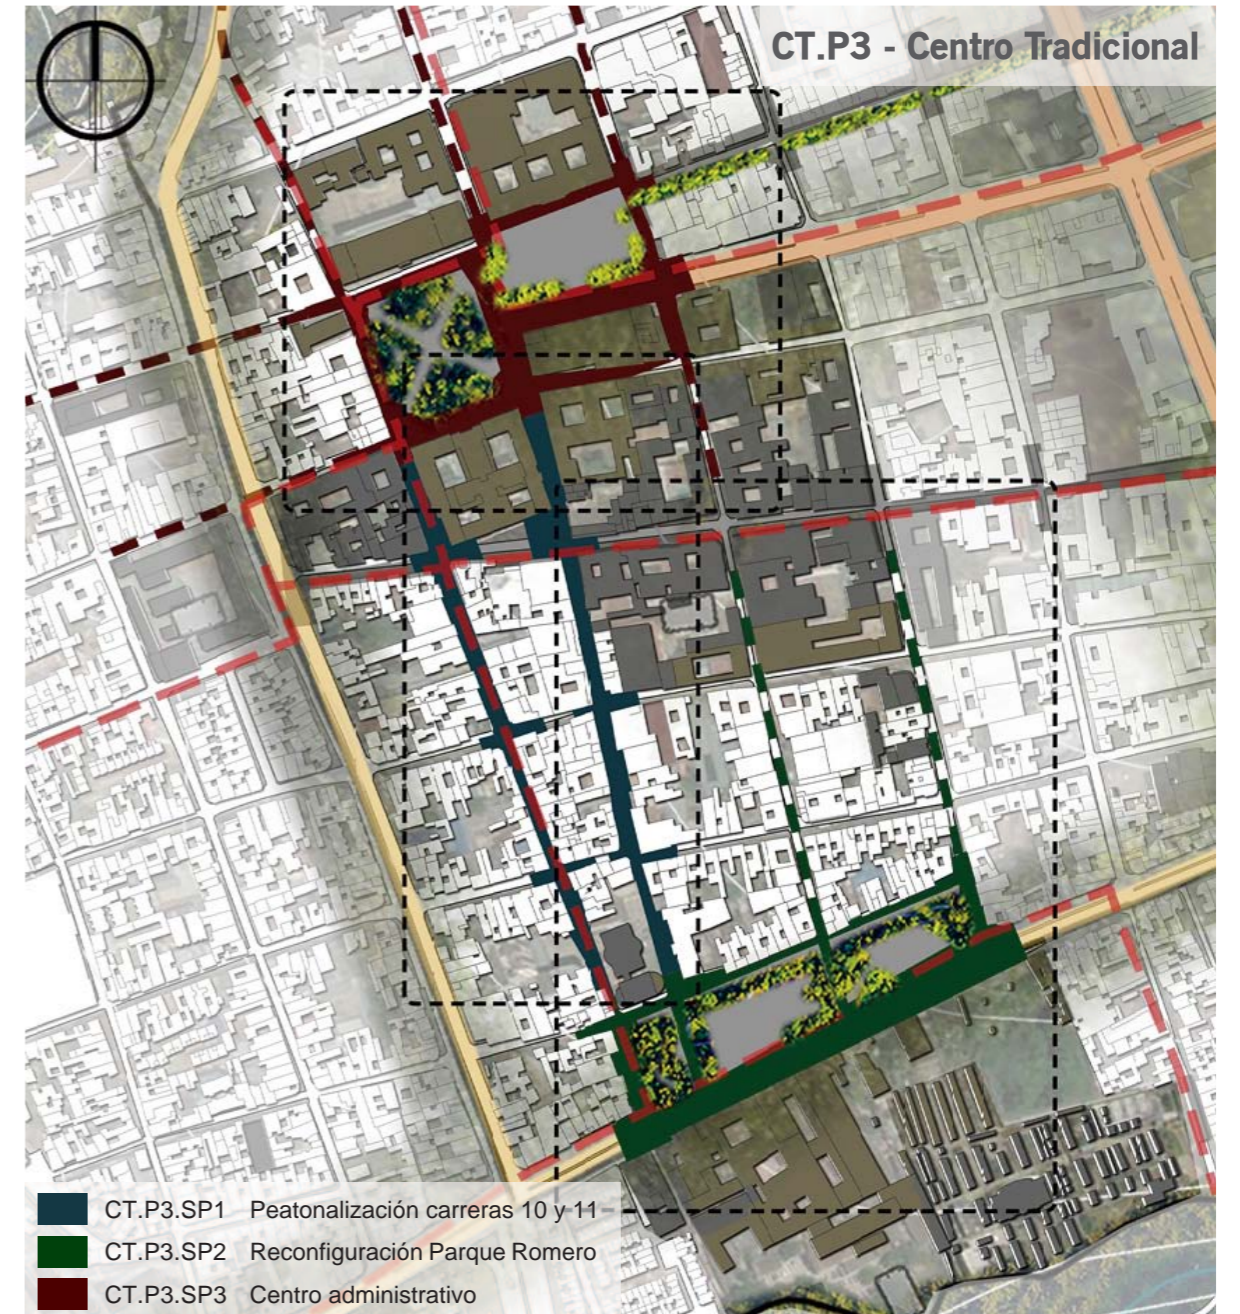 CT.P3 - Centro Tradicional
CT.P3.SP1 Peatonalización carreras 10 y 11
CT.P3.SP2 Reconfiguración Parque Romero
CT.P3.SP3 Centro administrativo